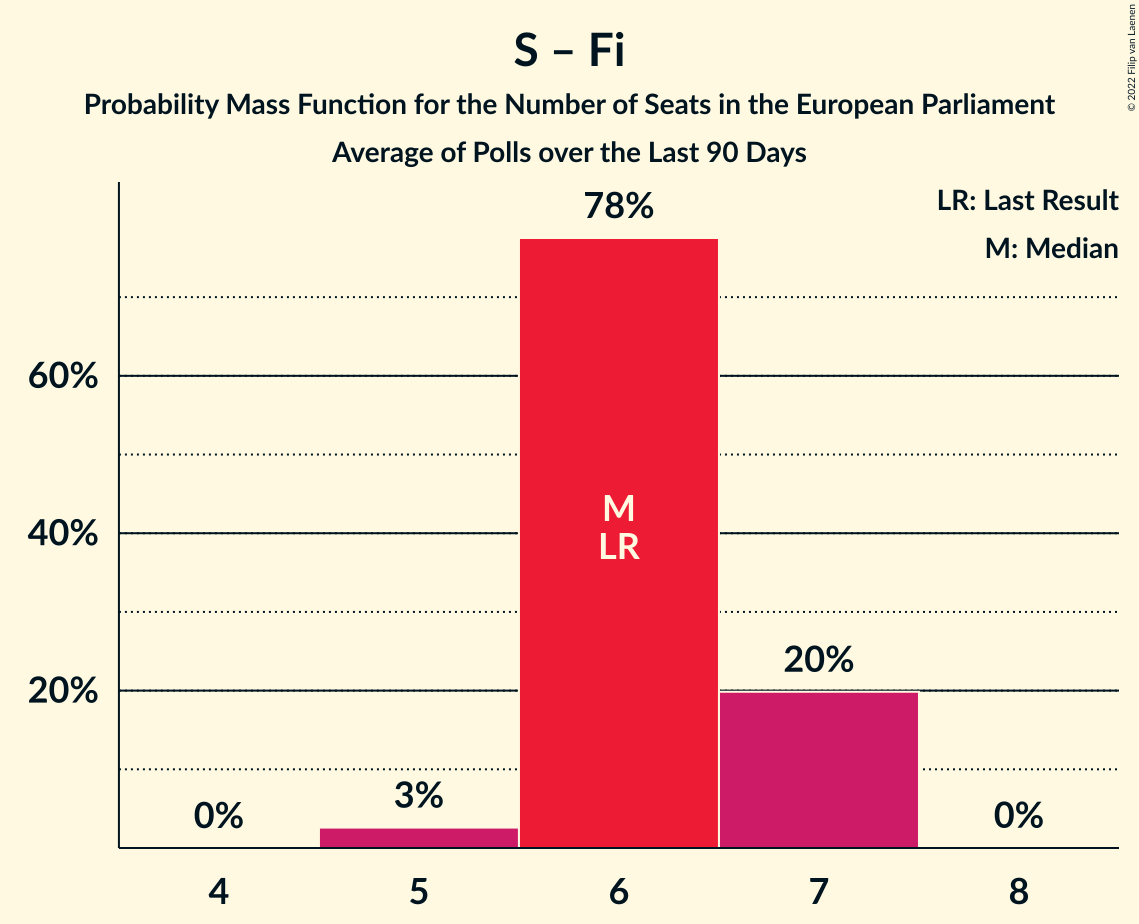 S – Fi
Probability Mass Function for the Number of Seats in the European Parliament
Average of Polls over the Last 90 Days
© 2022 Filip van Laenen
LR: Last Result
M: Median
78%
60%
M
40%
LR
20%
20%
3%
0%
0%
4
5
6
7
8